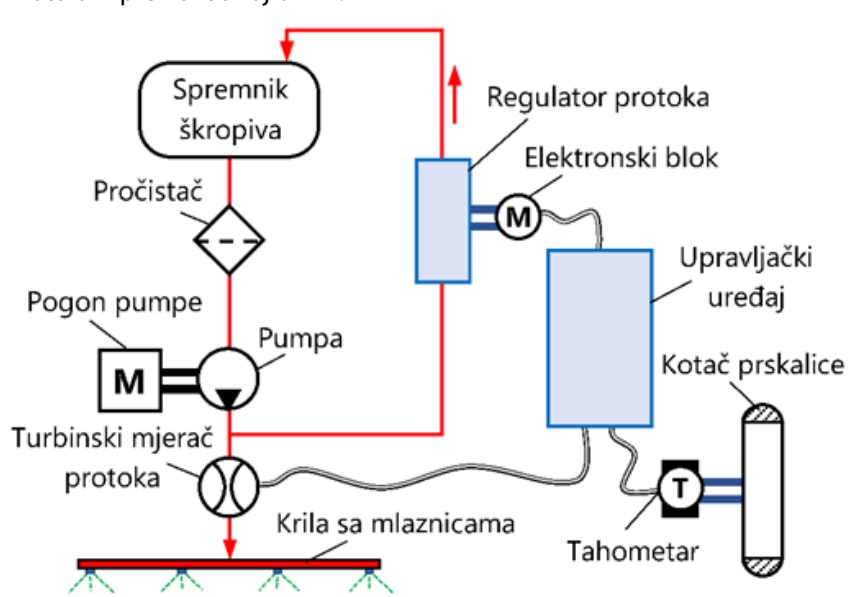 Spremnik
škropiva
Regulator protoka
Elektronski blok
Pročistač
M
Upravljački
uređaj
Pogon pumpe
Pumpa
M
Kotač prskalice
Turbinski mjerač
protoka
T
Krila sa mlaznicama
Tahometar